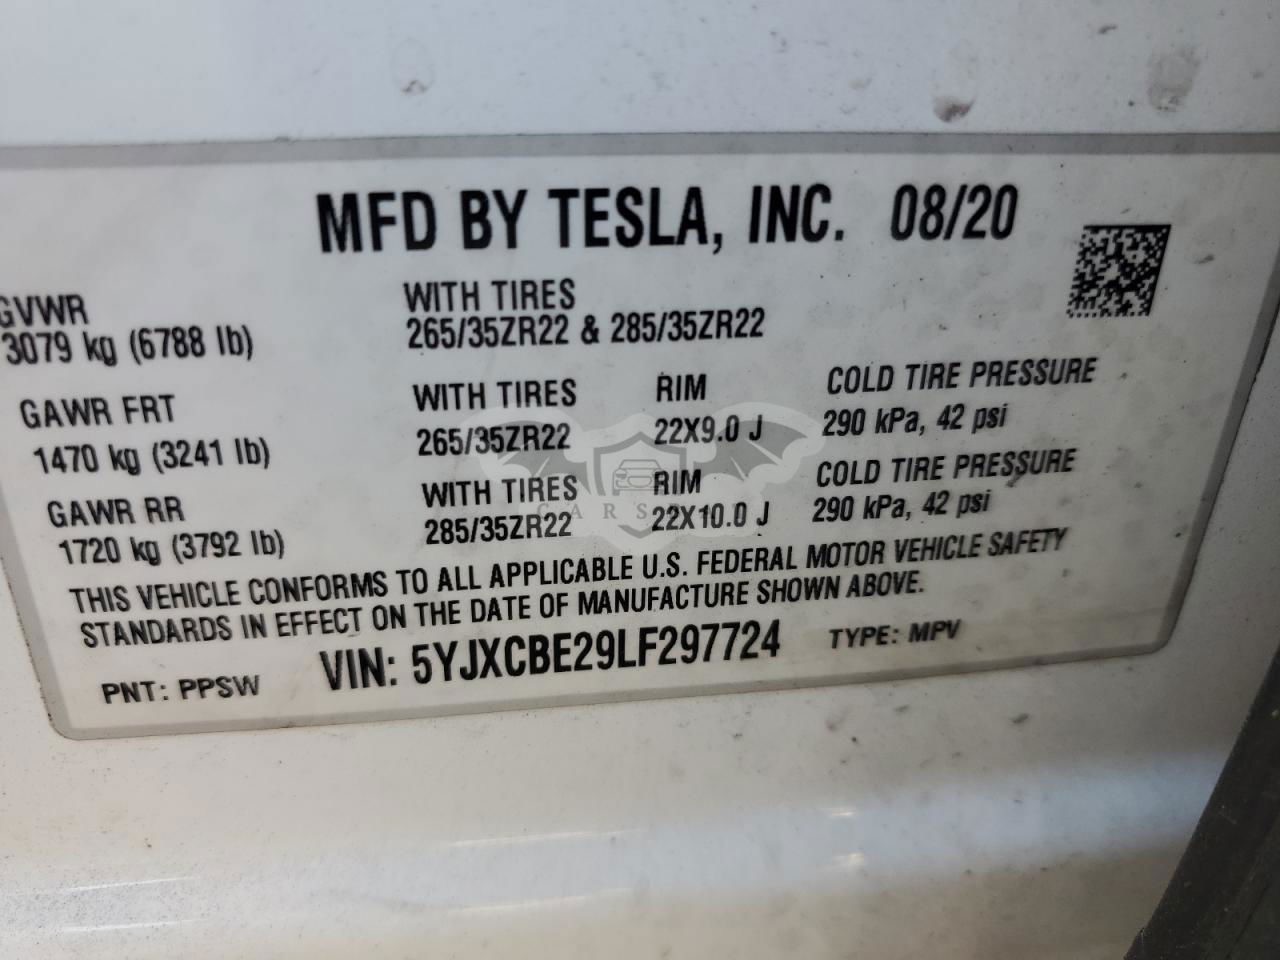 MFD BY TESLA, INC. 08/20
GVWR WITH TIRES
3079 kg (6788 lb) 265/35ZR22 & 285/35ZR22
GAWR FRT WITH TIRES RIM COLD TIRE PRESSURE
1470 kg (3241 lb) 265/35ZR22 22X9.0 J 290 kPa, 42 psi
GAWR RR WITH TIRES RIM COLD TIRE PRESSURE
1720 kg (3792 lb) 285/35ZR22 22X10.0 J 290 kPa, 42 psi
THIS VEHICLE CONFORMS TO ALL APPLICABLE U.S. FEDERAL MOTOR VEHICLE SAFETY
STANDARDS IN EFFECT ON THE DATE OF MANUFACTURE SHOWN ABOVE.
PNT: PPSW VIN: 5YJXCBE29LF297724 TYPE: MPV